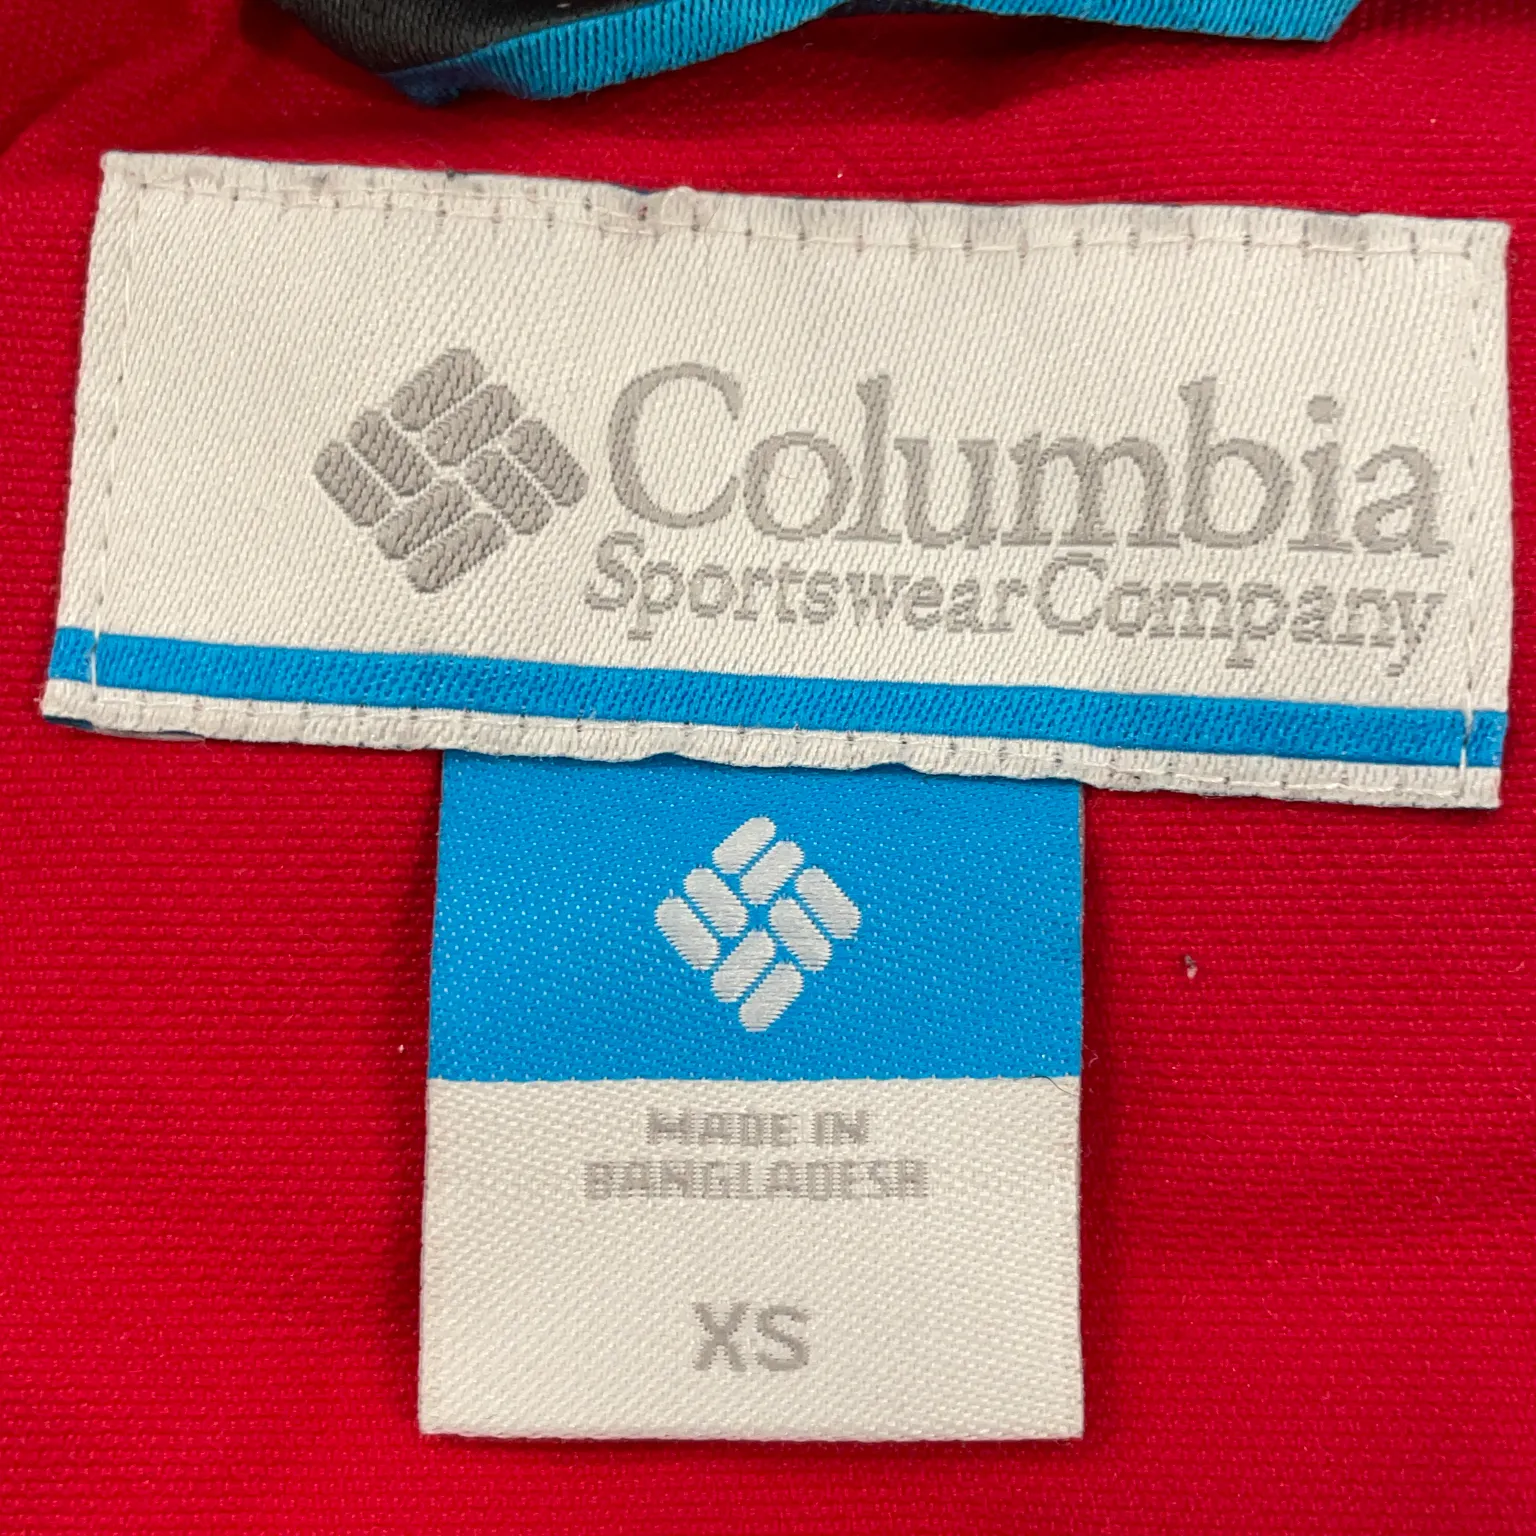 Columbia
Sportswear Company
MADE IN
BANGLADESH
XS